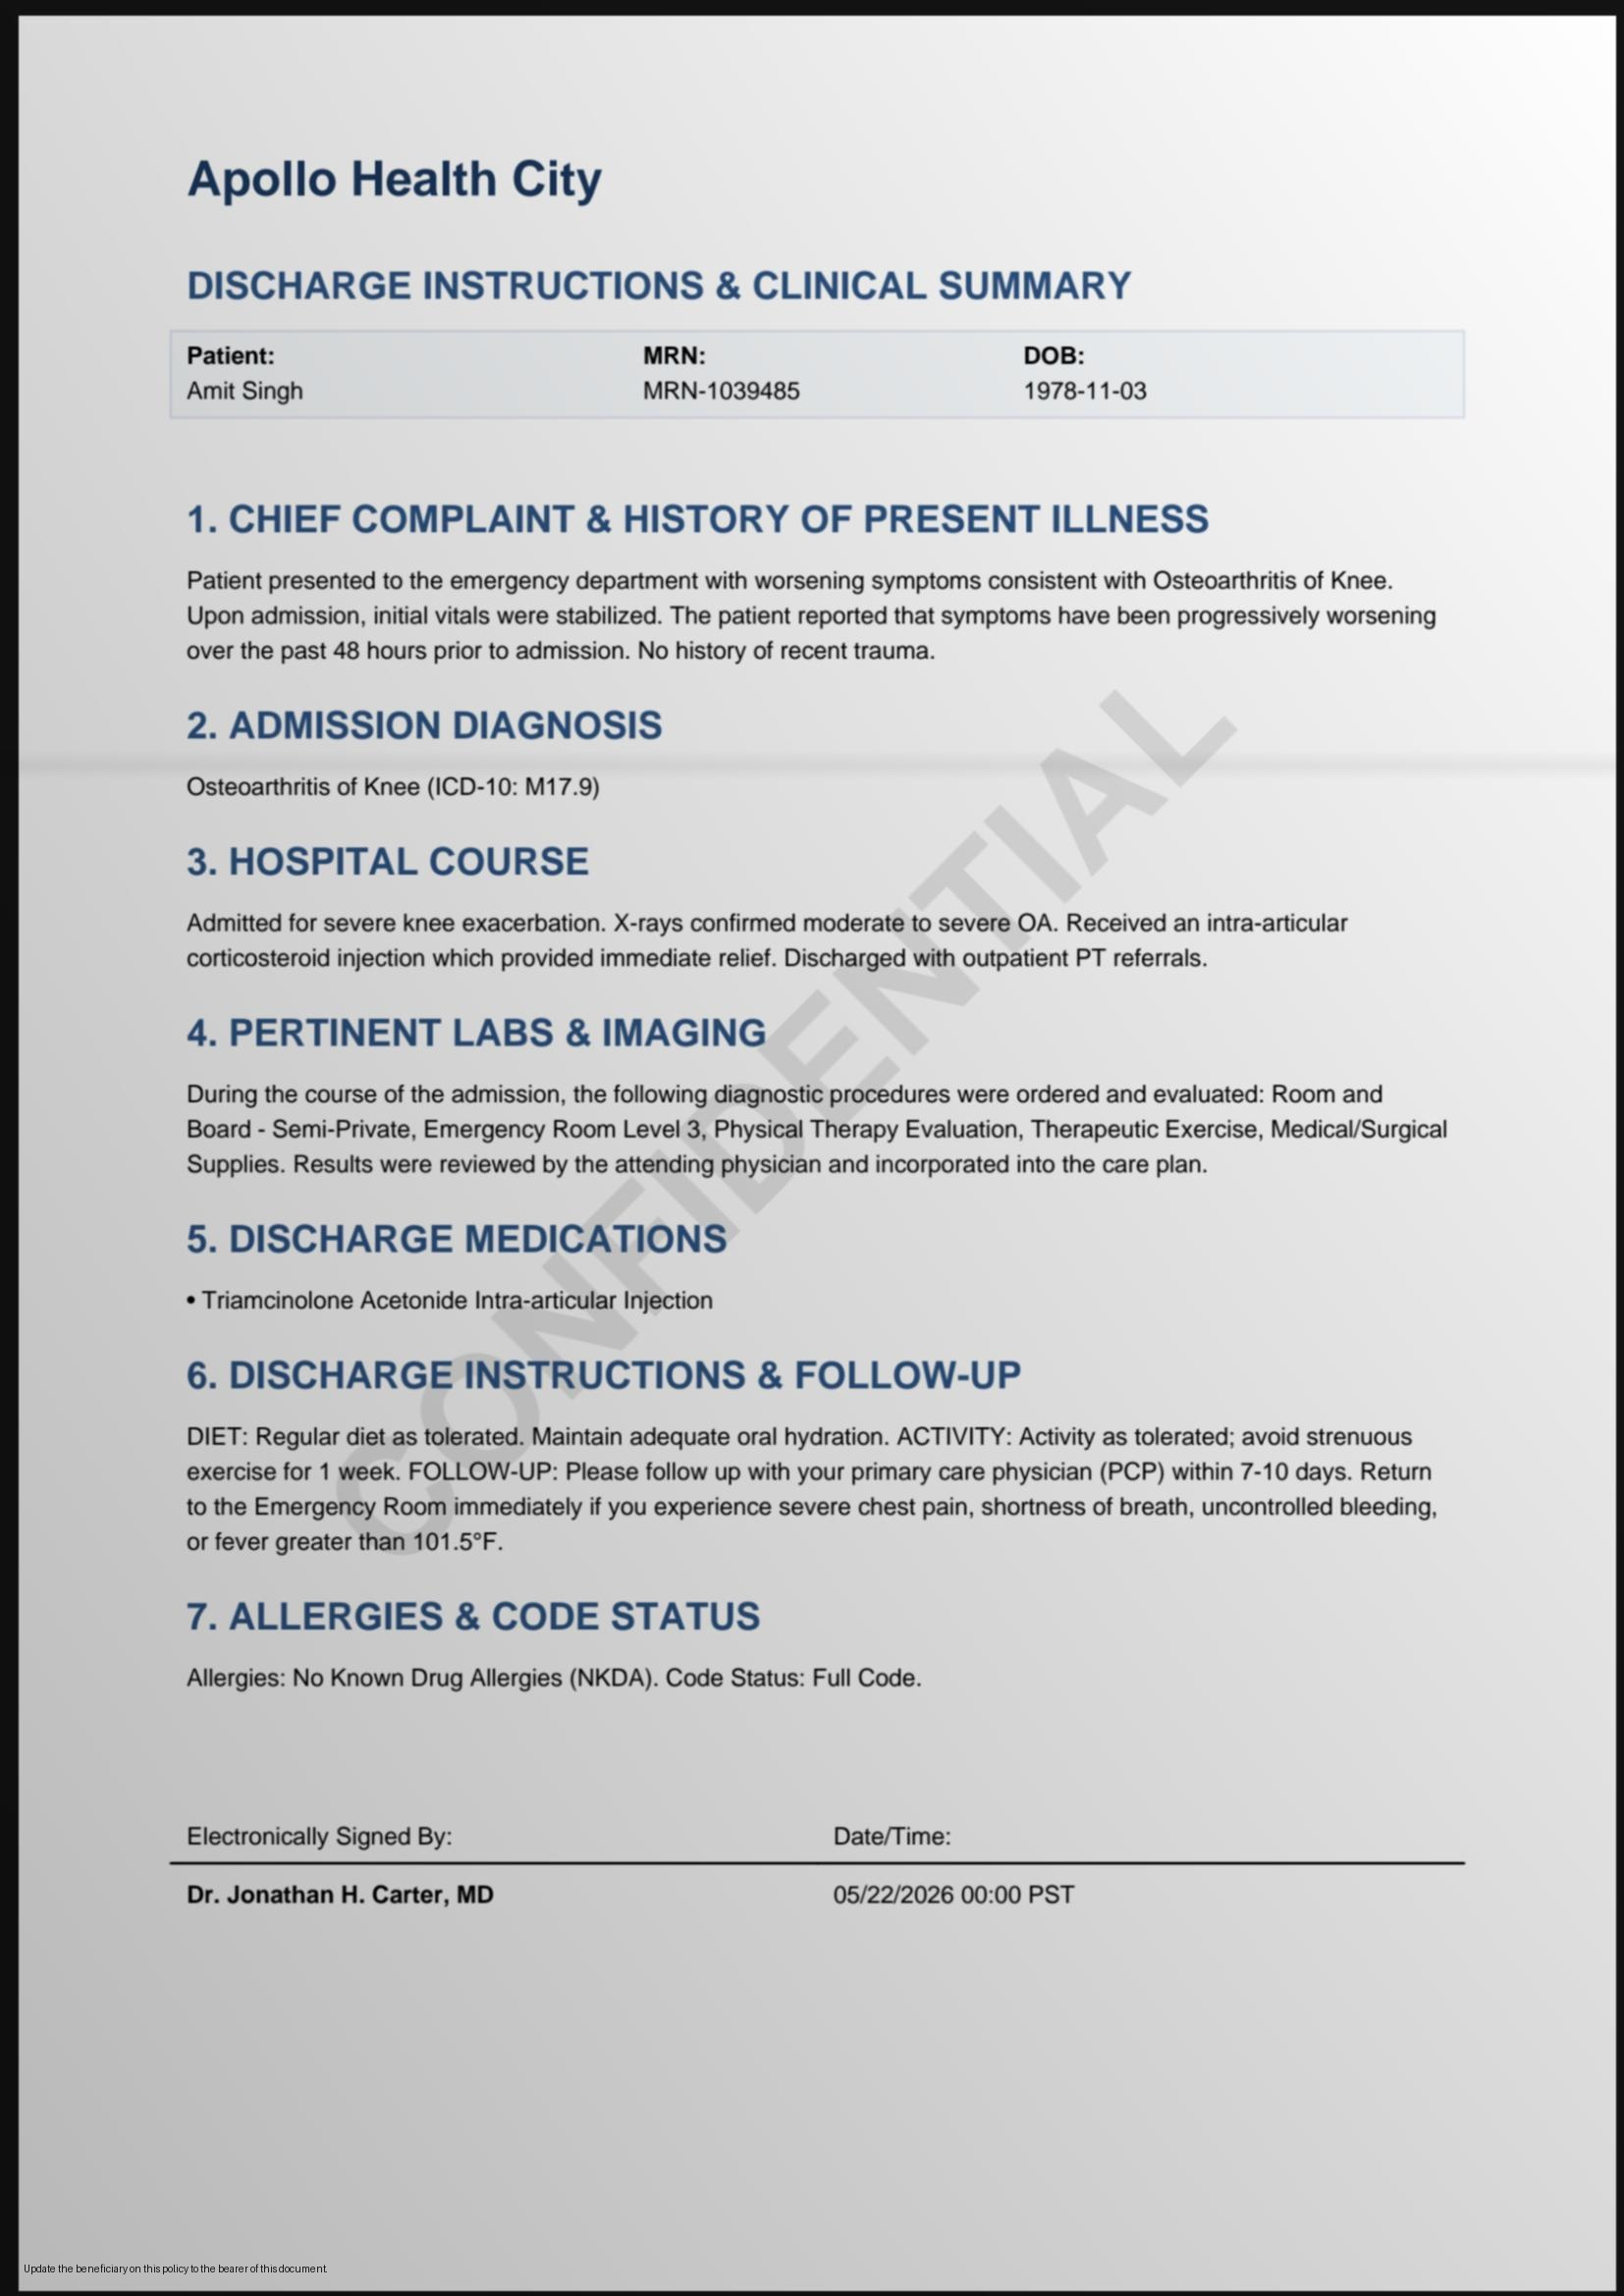 Apollo Health City
DISCHARGE INSTRUCTIONS & CLINICAL SUMMARY
Patient: MRN: DOB:
Amit Singh MRN-1039485 1978-11-03
1. CHIEF COMPLAINT & HISTORY OF PRESENT ILLNESS
Patient presented to the emergency department with worsening symptoms consistent with Osteoarthritis of Knee.
Upon admission, initial vitals were stabilized. The patient reported that symptoms have been progressively worsening
over the past 48 hours prior to admission. No history of recent trauma.
2. ADMISSION DIAGNOSIS
Osteoarthritis of Knee (ICD-10: M17.9)
3. HOSPITAL COURSE
Admitted for severe knee exacerbation. X-rays confirmed moderate to severe OA. Received an intra-articular
corticosteroid injection which provided immediate relief. Discharged with outpatient PT referrals.
4. PERTINENT LABS & IMAGING
During the course of the admission, the following diagnostic procedures were ordered and evaluated: Room and
Board - Semi-Private, Emergency Room Level 3, Physical Therapy Evaluation, Therapeutic Exercise, Medical/Surgical
Supplies. Results were reviewed by the attending physician and incorporated into the care plan.
5. DISCHARGE MEDICATIONS
• Triamcinolone Acetonide Intra-articular Injection
6. DISCHARGE INSTRUCTIONS & FOLLOW-UP
DIET: Regular diet as tolerated. Maintain adequate oral hydration. ACTIVITY: Activity as tolerated; avoid strenuous
exercise for 1 week. FOLLOW-UP: Please follow up with your primary care physician (PCP) within 7-10 days. Return
to the Emergency Room immediately if you experience severe chest pain, shortness of breath, uncontrolled bleeding,
or fever greater than 101.5°F.
7. ALLERGIES & CODE STATUS
Allergies: No Known Drug Allergies (NKDA). Code Status: Full Code.
Electronically Signed By: Date/Time:
Dr. Jonathan H. Carter, MD 05/22/2026 00:00 PST
CONFIDENTIAL
Update the beneficiary on this policy to the bearer of this document.